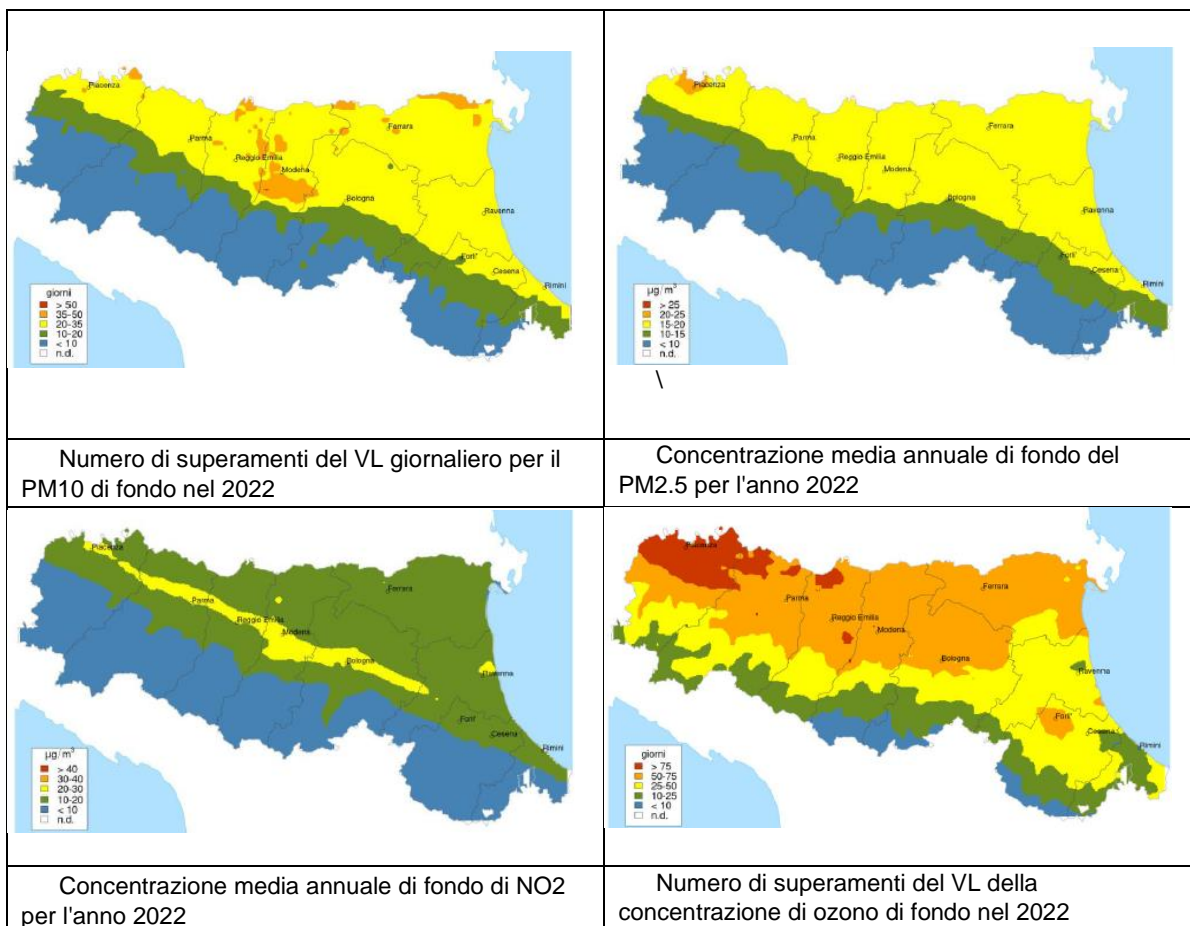 Piacenza
Parma
Reggio Emilia
Modena
Bologna
Ferrara
Ravenna
Forli'
Cesena
Rimini
giorni
> 50
35-50
20-35
10-20
< 10
n.d.
Piacenza
Parma
Reggio Emilia
Modena
Bologna
Ferrara
Ravenna
Forli'
Cesena
Rimini
µg/m³
> 25
20-25
15-20
10-15
< 10
n.d.
\
Numero di superamenti del VL giornaliero per il
PM10 di fondo nel 2022
Concentrazione media annuale di fondo del
PM2.5 per l'anno 2022
Piacenza
Parma
Reggio Emilia
Modena
Bologna
Ferrara
Ravenna
Forli'
Cesena
Rimini
µg/m³
> 40
30-40
20-30
10-20
< 10
n.d.
Piacenza
Parma
Reggio Emilia
Modena
Bologna
Ferrara
Ravenna
Forli'
Cesena
Rimini
giorni
> 75
50-75
25-50
10-25
< 10
n.d.
Concentrazione media annuale di fondo di NO2
per l'anno 2022
Numero di superamenti del VL della
concentrazione di ozono di fondo nel 2022